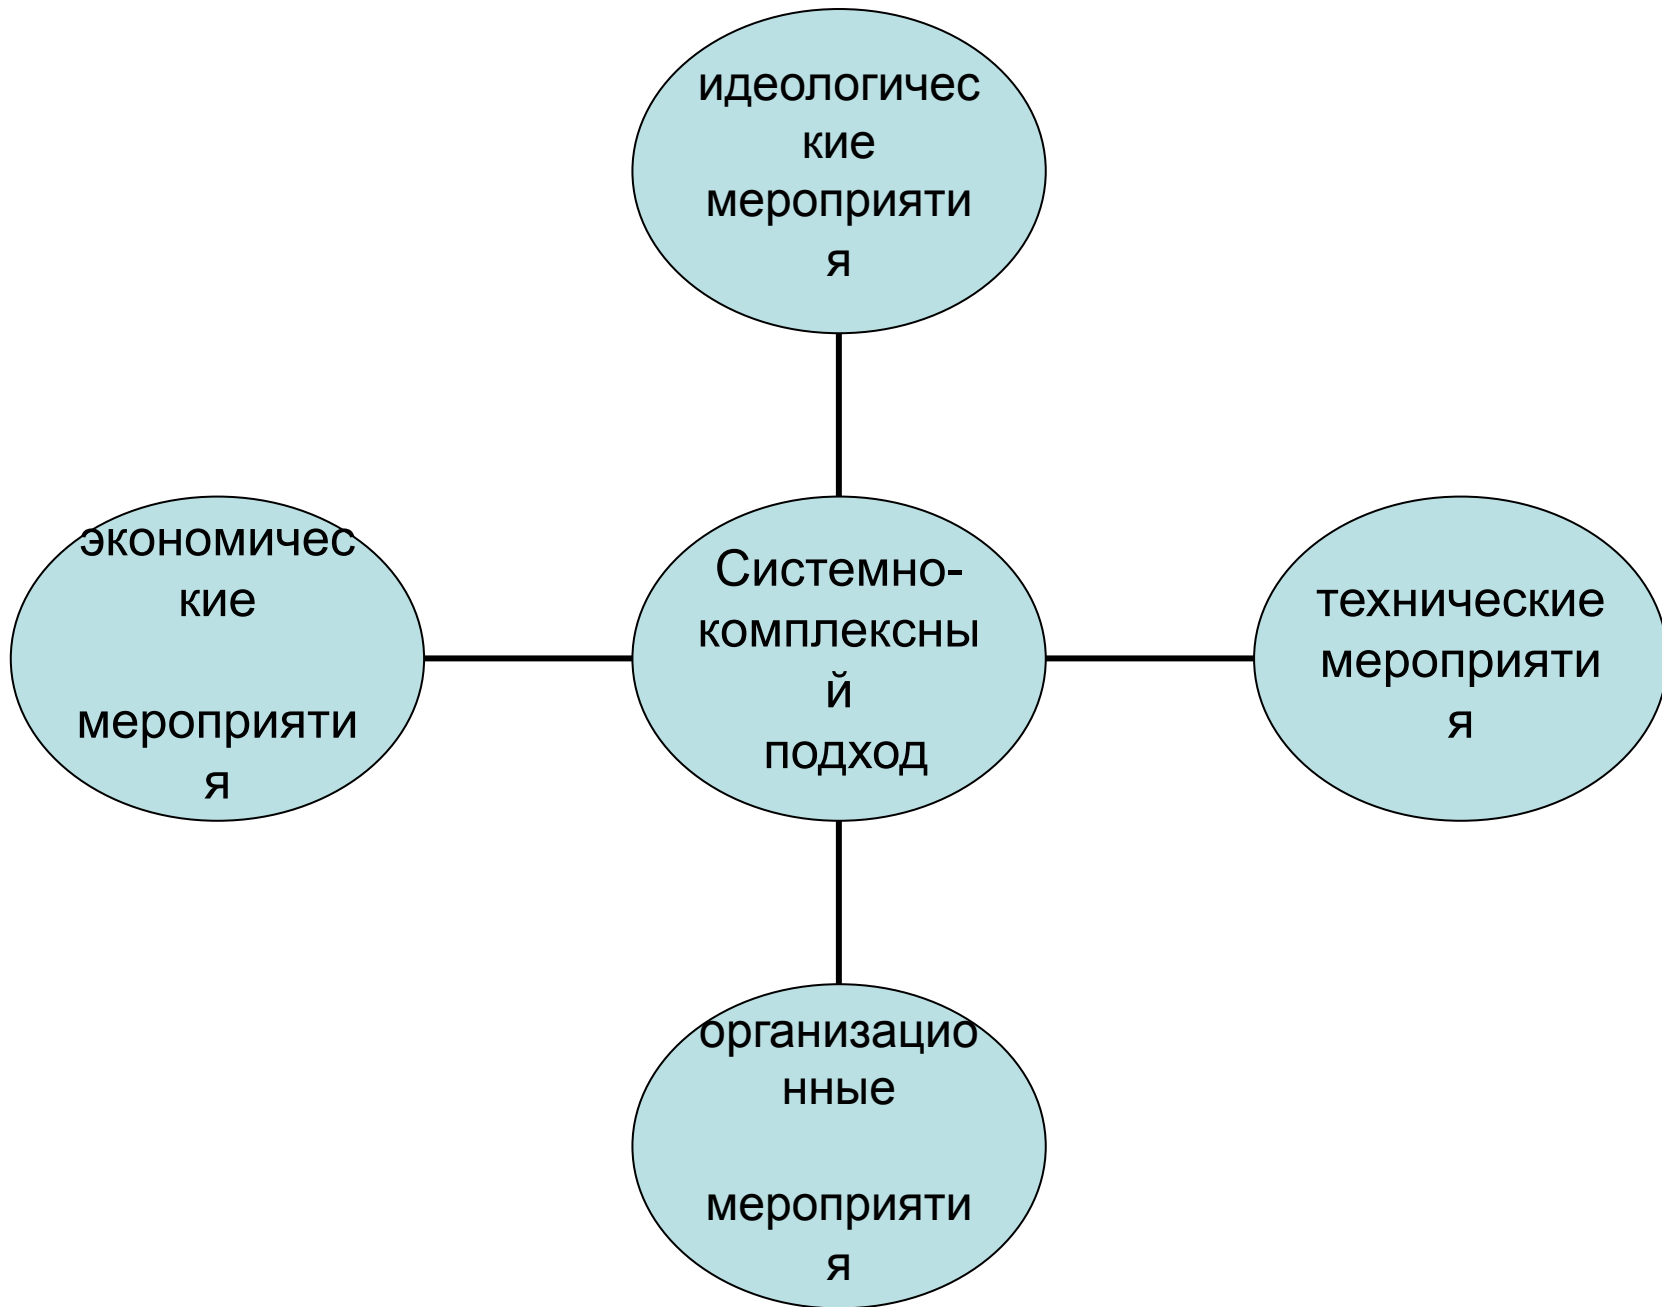 идеологичес
кие
мероприяти
я
экономичес
кие
мероприяти
я
Системно-
комплексны
й
подход
технические
мероприяти
я
организацио
нные
мероприяти
я